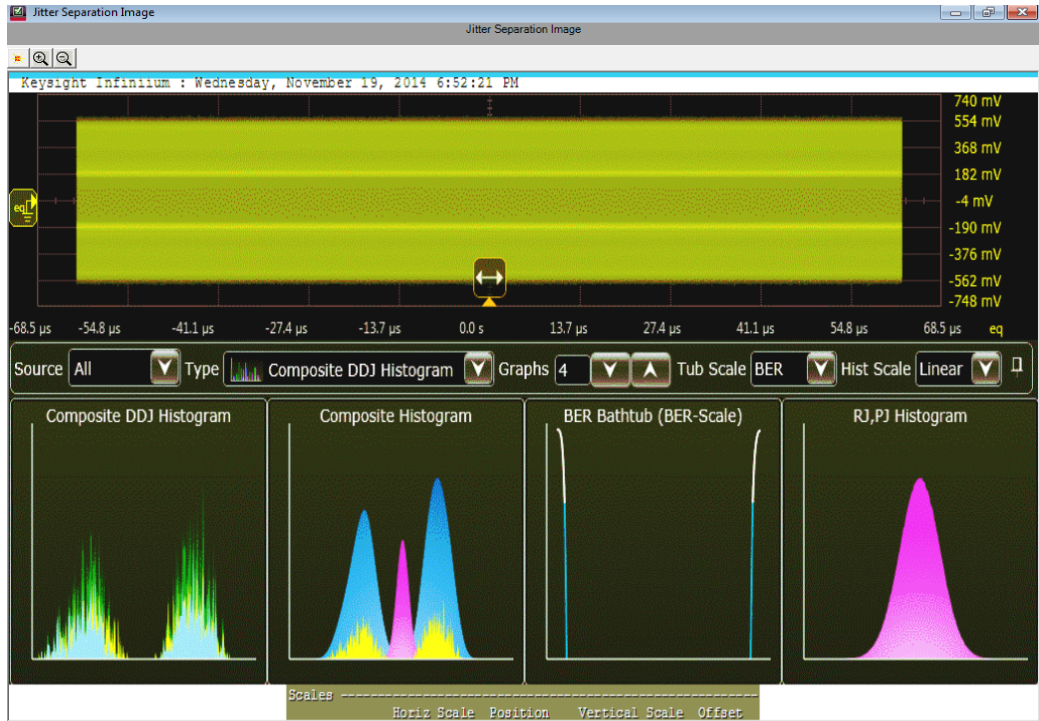 Jitter Separation Image
Jitter Separation Image
Keysight Infiniium : Wednesday, November 19, 2014 6:52:21 PM
740 mV
554 mV
368 mV
182 mV
-4 mV
-190 mV
-376 mV
-562 mV
-748 mV
eq
-68.5 µs -54.8 µs -41.1 µs -27.4 µs -13.7 µs 0.0 s 13.7 µs 27.4 µs 41.1 µs 54.8 µs 68.5 µs eq
Source All Type Composite DDJ Histogram Graphs 4 Tub Scale BER Hist Scale Linear
Composite DDJ Histogram Composite Histogram BER Bathtub (BER-Scale) RJ,PJ Histogram
Scales
Horiz Scale Position Vertical Scale Offset